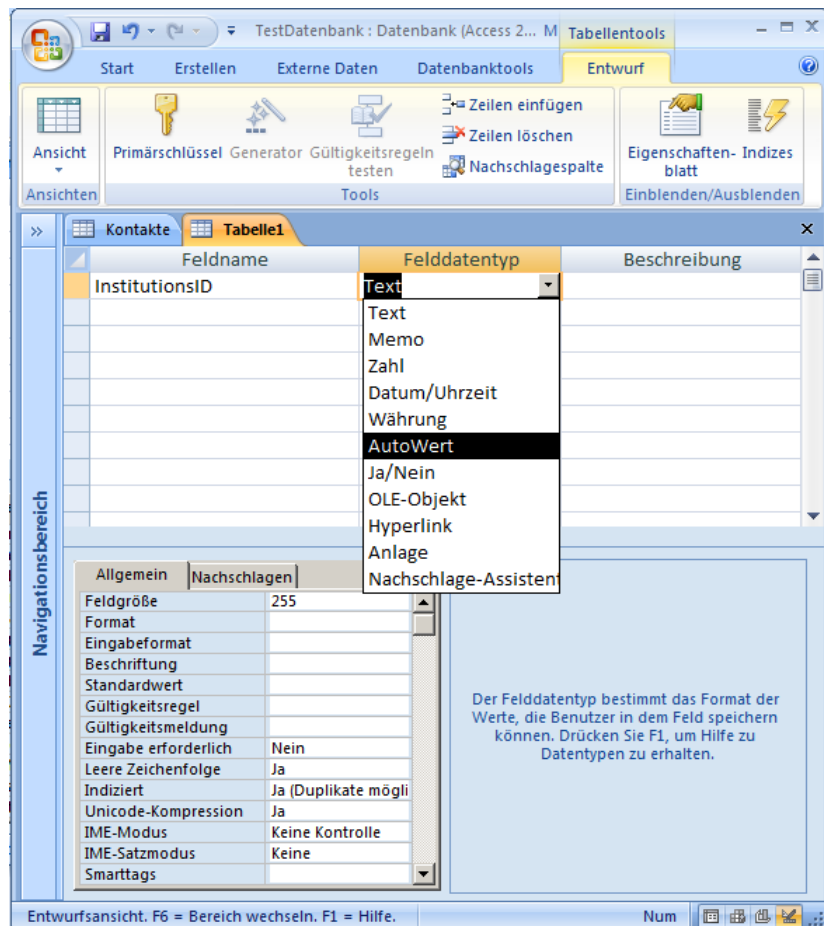 TestDatenbank : Datenbank (Access 2... M
Tabellentools
Start Erstellen Externe Daten Datenbanktools Entwurf
Ansicht
Primärschlüssel
Generator
Gültigkeitsregeln
testen
Zeilen einfügen
Zeilen löschen
Nachschlagespalte
Eigenschaften-
blatt
Indizes
Ansichten
Tools
Einblenden/Ausblenden
Kontakte
Tabelle1
Feldname Felddatentyp Beschreibung
InstitutionsID Text
Text
Memo
Zahl
Datum/Uhrzeit
Währung
AutoWert
Ja/Nein
OLE-Objekt
Hyperlink
Anlage
Nachschlage-Assistent
Navigationsbereich
Allgemein Nachschlagen
Feldgröße 255
Format
Eingabeformat
Beschriftung
Standardwert
Gültigkeitsregel
Gültigkeitsmeldung
Eingabe erforderlich Nein
Leere Zeichenfolge Ja
Indiziert Ja (Duplikate mögli
Unicode-Kompression Ja
IME-Modus Keine Kontrolle
IME-Satzmodus Keine
Smarttags
Der Felddatentyp bestimmt das Format der
Werte, die Benutzer in dem Feld speichern
können. Drücken Sie F1, um Hilfe zu
Datentypen zu erhalten.
Entwurfsansicht. F6 = Bereich wechseln. F1 = Hilfe.
Num